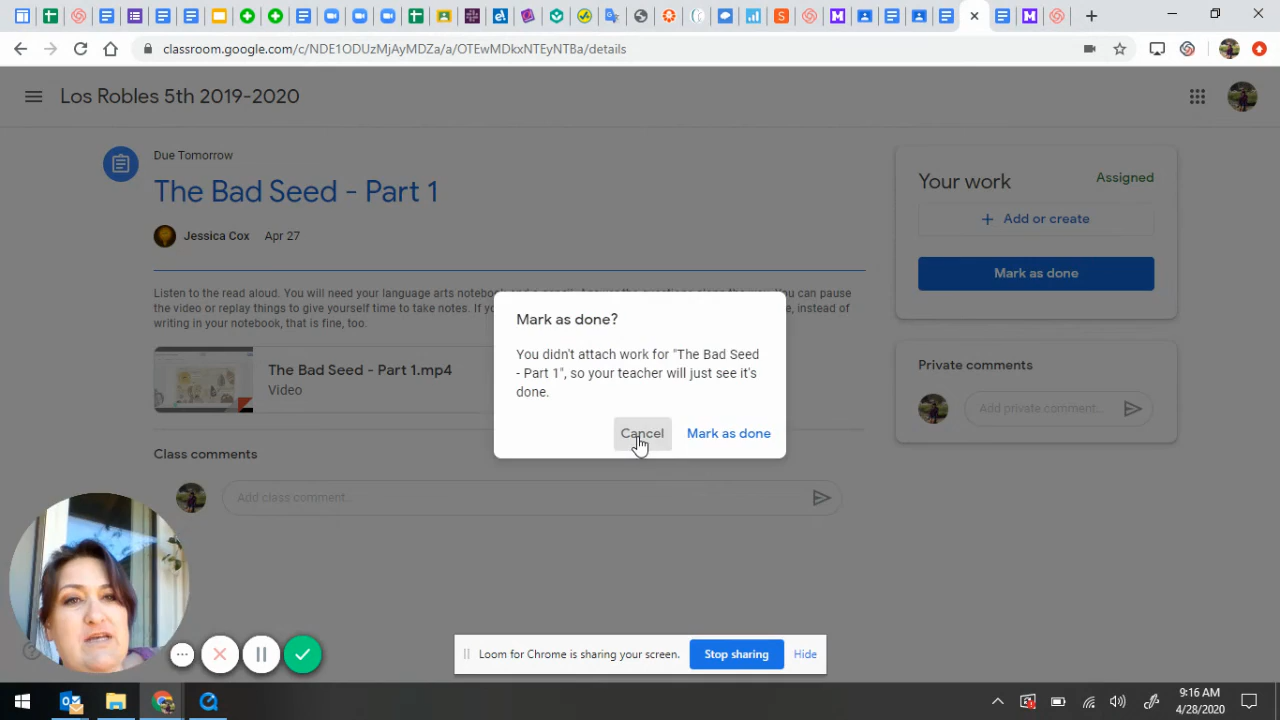 classroom.google.com/c/NDE1ODUzMjAyMDZa/a/OTEwMDkxNTEyNTBa/details
Los Robles 5th 2019-2020
Due Tomorrow
The Bad Seed - Part 1
Jessica Cox Apr 27
Listen to the read aloud. You will need your language arts notebook
You can pause
the video or replay things to give yourself time to take notes. If
instead of
writing in your notebook, that is fine, too.
The Bad Seed - Part 1.mp4
Video
Class comments
Add class comment...
Your work Assigned
+ Add or create
Mark as done
Private comments
Add private comment...
Mark as done?
You didn't attach work for "The Bad Seed
- Part 1", so your teacher will just see it's
done.
Cancel Mark as done
Loom for Chrome is sharing your screen. Stop sharing Hide
9:16 AM
4/28/2020